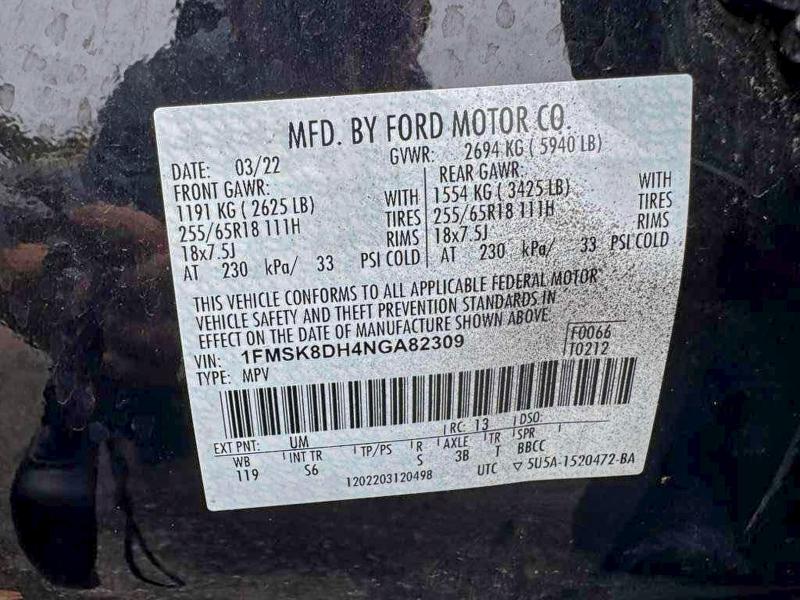 MFD. BY FORD MOTOR CO.
DATE: 03/22 GVWR: 2694 KG ( 5940 LB)
FRONT GAWR: REAR GAWR:
1191 KG ( 2625 LB) WITH 1554 KG ( 3425 LB) WITH
255/65R18 111H TIRES 255/65R18 111H TIRES
18x7.5J RIMS 18x7.5J RIMS
AT 230 kPa/ 33 PSI COLD AT 230 kPa/ 33 PSI COLD
THIS VEHICLE CONFORMS TO ALL APPLICABLE FEDERAL MOTOR
VEHICLE SAFETY AND THEFT PREVENTION STANDARDS IN
EFFECT ON THE DATE OF MANUFACTURE SHOWN ABOVE
VIN: 1FMSK8DH4NGA82309 F0066
TYPE: MPV T0212
EXT PNT: UM RC: 13 DSO:
WB INT TR TP/PS R AXLE TR SPR
119 S6 S 3B T BBCC
1202203120498 UTC ▽ 5U5A-1520472-BA